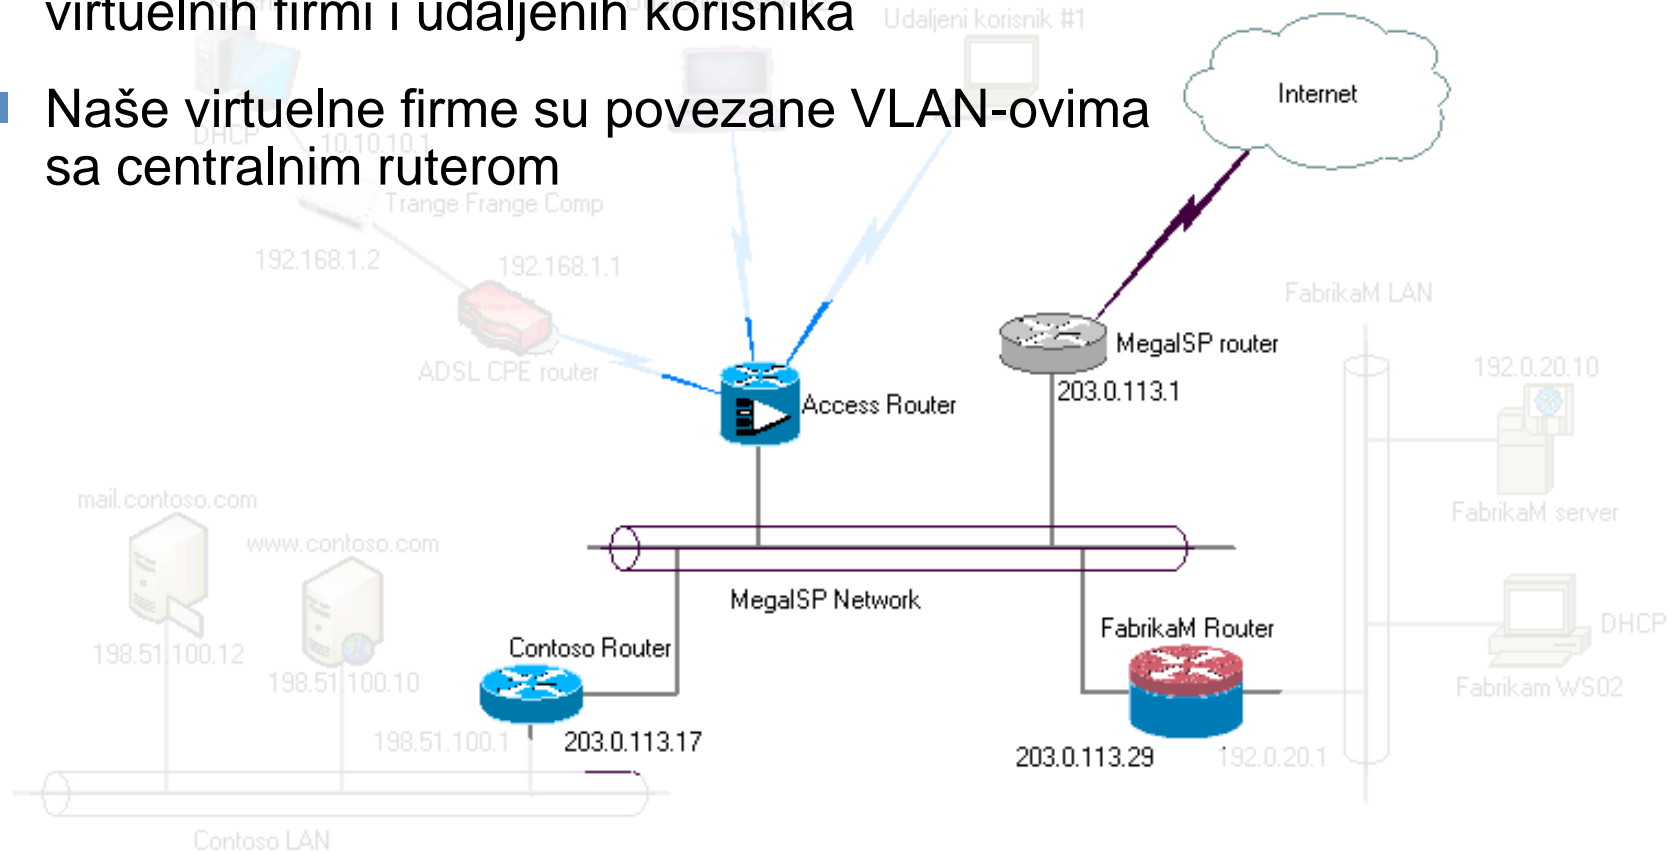 virtuelnih firmi i udaljenih korisnika
Udaljeni korisnik #1
Internet
Naše virtuelne firme su povezane VLAN-ovima
sa centralnim ruterom
DHCP
10.10.10.1
Trange Frange Comp
192.168.1.2
192.168.1.1
FabrikaM LAN
MegaISP router
ADSL CPE router
192.0.20.10
203.0.113.1
Access Router
mail.contoso.com
FabrikaM server
www.contoso.com
MegaISP Network
FabrikaM Router
DHCP
Contoso Router
198.51.100.12
198.51.100.10
Fabrikam WS02
198.51.100.1
203.0.113.17
203.0.113.29
192.0.20.1
Contoso LAN